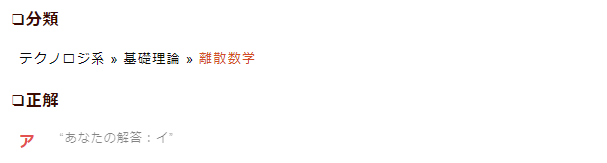 ❏分類
テクノロジ系 » 基礎理論 » 離散数学
❏正解
ア “あなたの解答：イ”